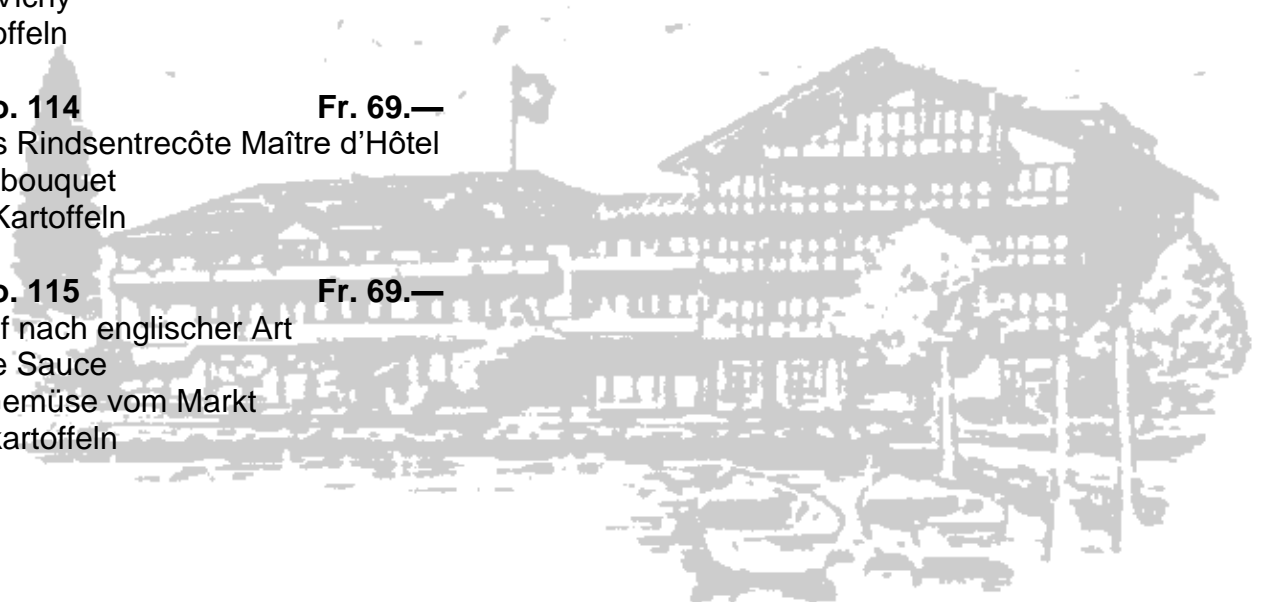 Vichy
offeln
o. 114 Fr. 69.—
s Rindsentrecôte Maître d’Hôtel
bouquet
Kartoffeln
o. 115 Fr. 69.—
f nach englischer Art
e Sauce
emüse vom Markt
kartoffeln